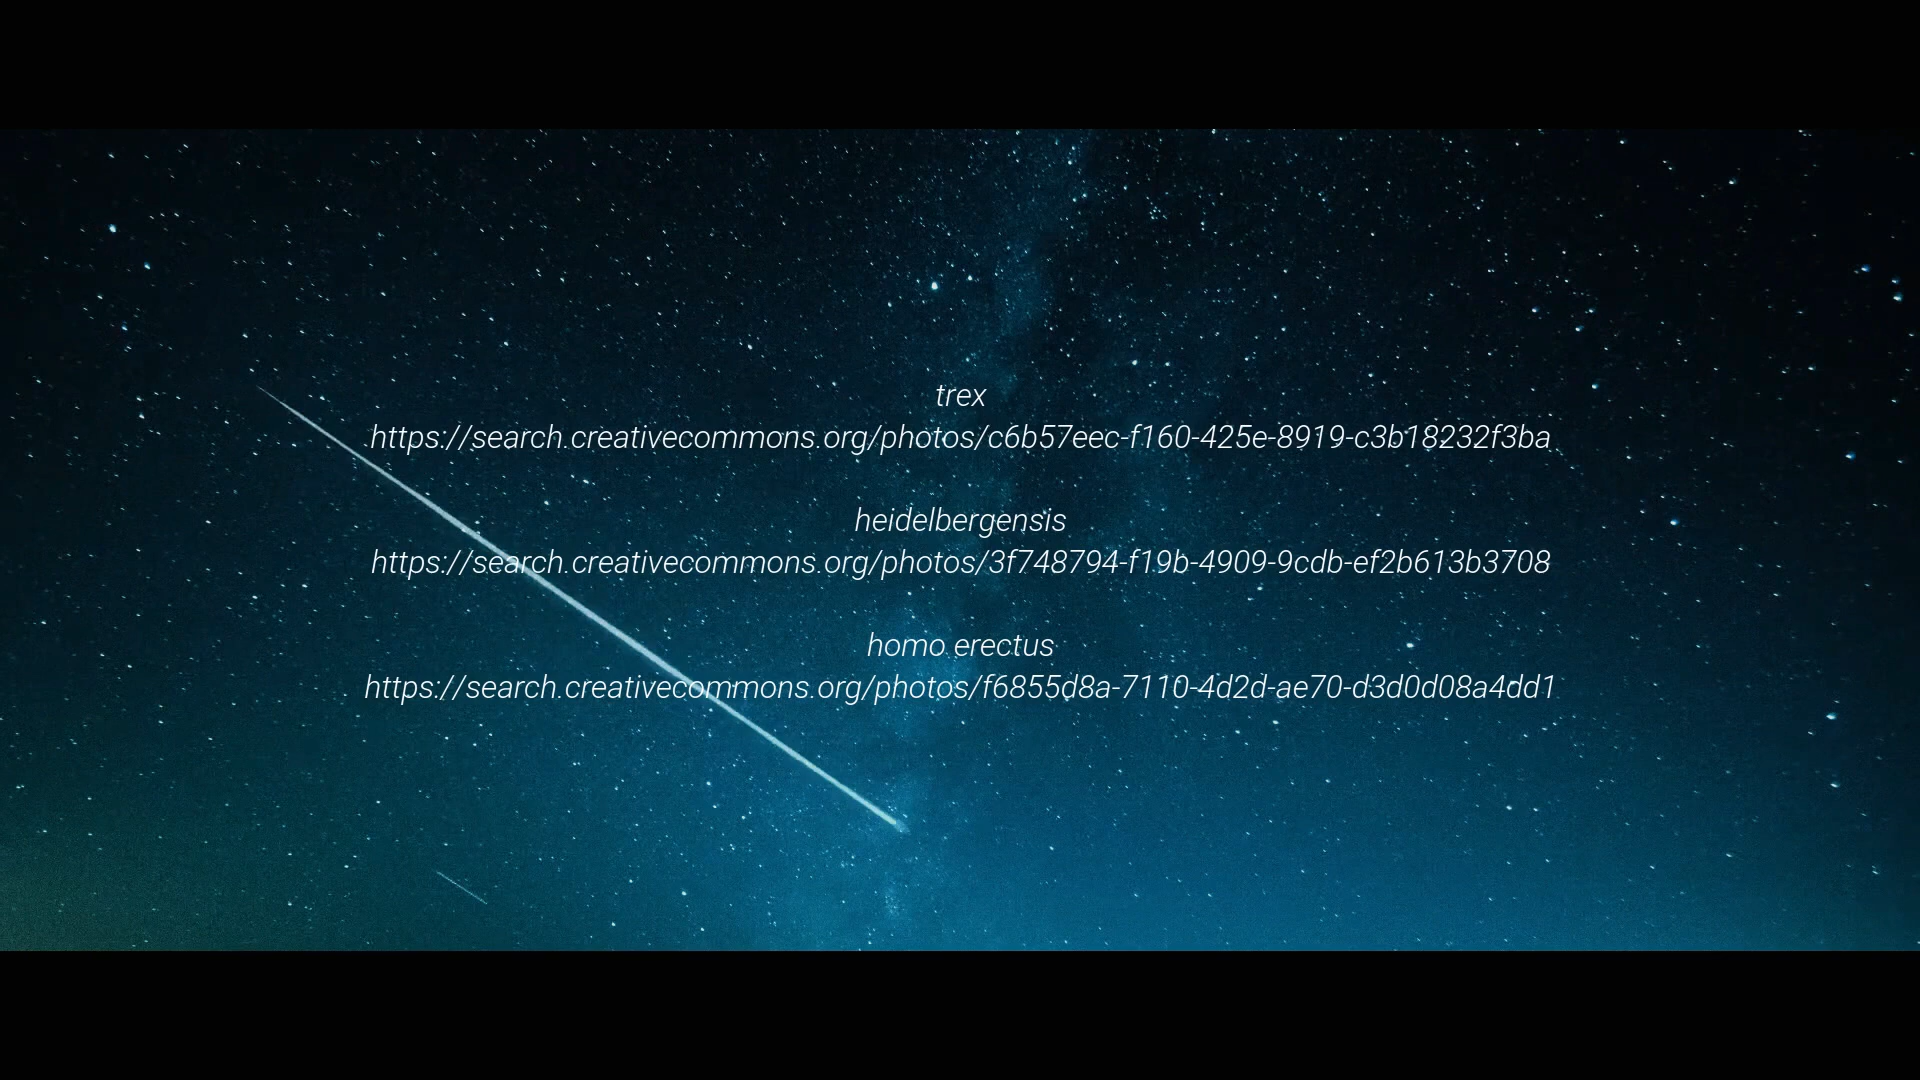 trex
https://search.creativecommons.org/photos/c6b57eec-f160-425e-8919-c3b18232f3ba
heidelbergensis
https://search.creativecommons.org/photos/3f748794-f19b-4909-9cdb-ef2b613b3708
homo erectus
https://search.creativecommons.org/photos/f6855d8a-7110-4d2d-ae70-d3d0d08a4dd1